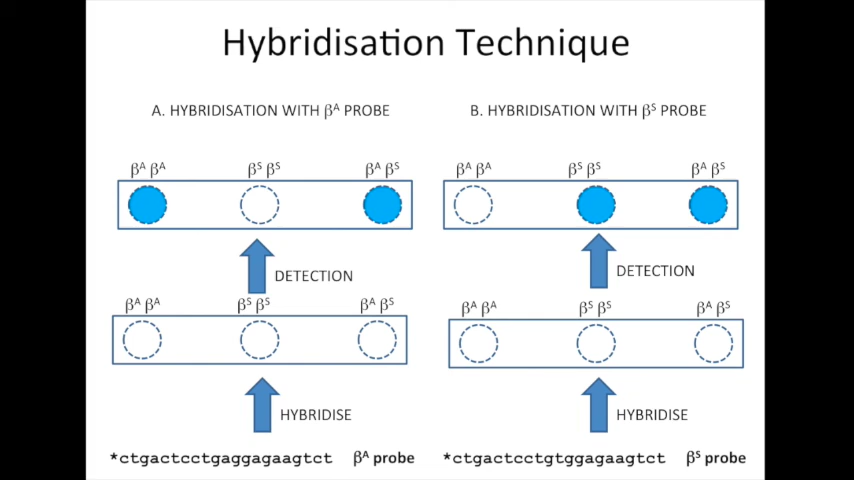 Hybridisation Technique
A. HYBRIDISATION WITH βᴬ PROBE
βᴬ βᴬ βˢ βˢ βᴬ βˢ
DETECTION
βᴬ βᴬ βˢ βˢ βᴬ βˢ
HYBRIDISE
*ctgactcctgaggagaagtct βᴬ probe
B. HYBRIDISATION WITH βˢ PROBE
βᴬ βᴬ βˢ βˢ βᴬ βˢ
DETECTION
βᴬ βᴬ βˢ βˢ βᴬ βˢ
HYBRIDISE
*ctgactcctgtggagaagtct βˢ probe